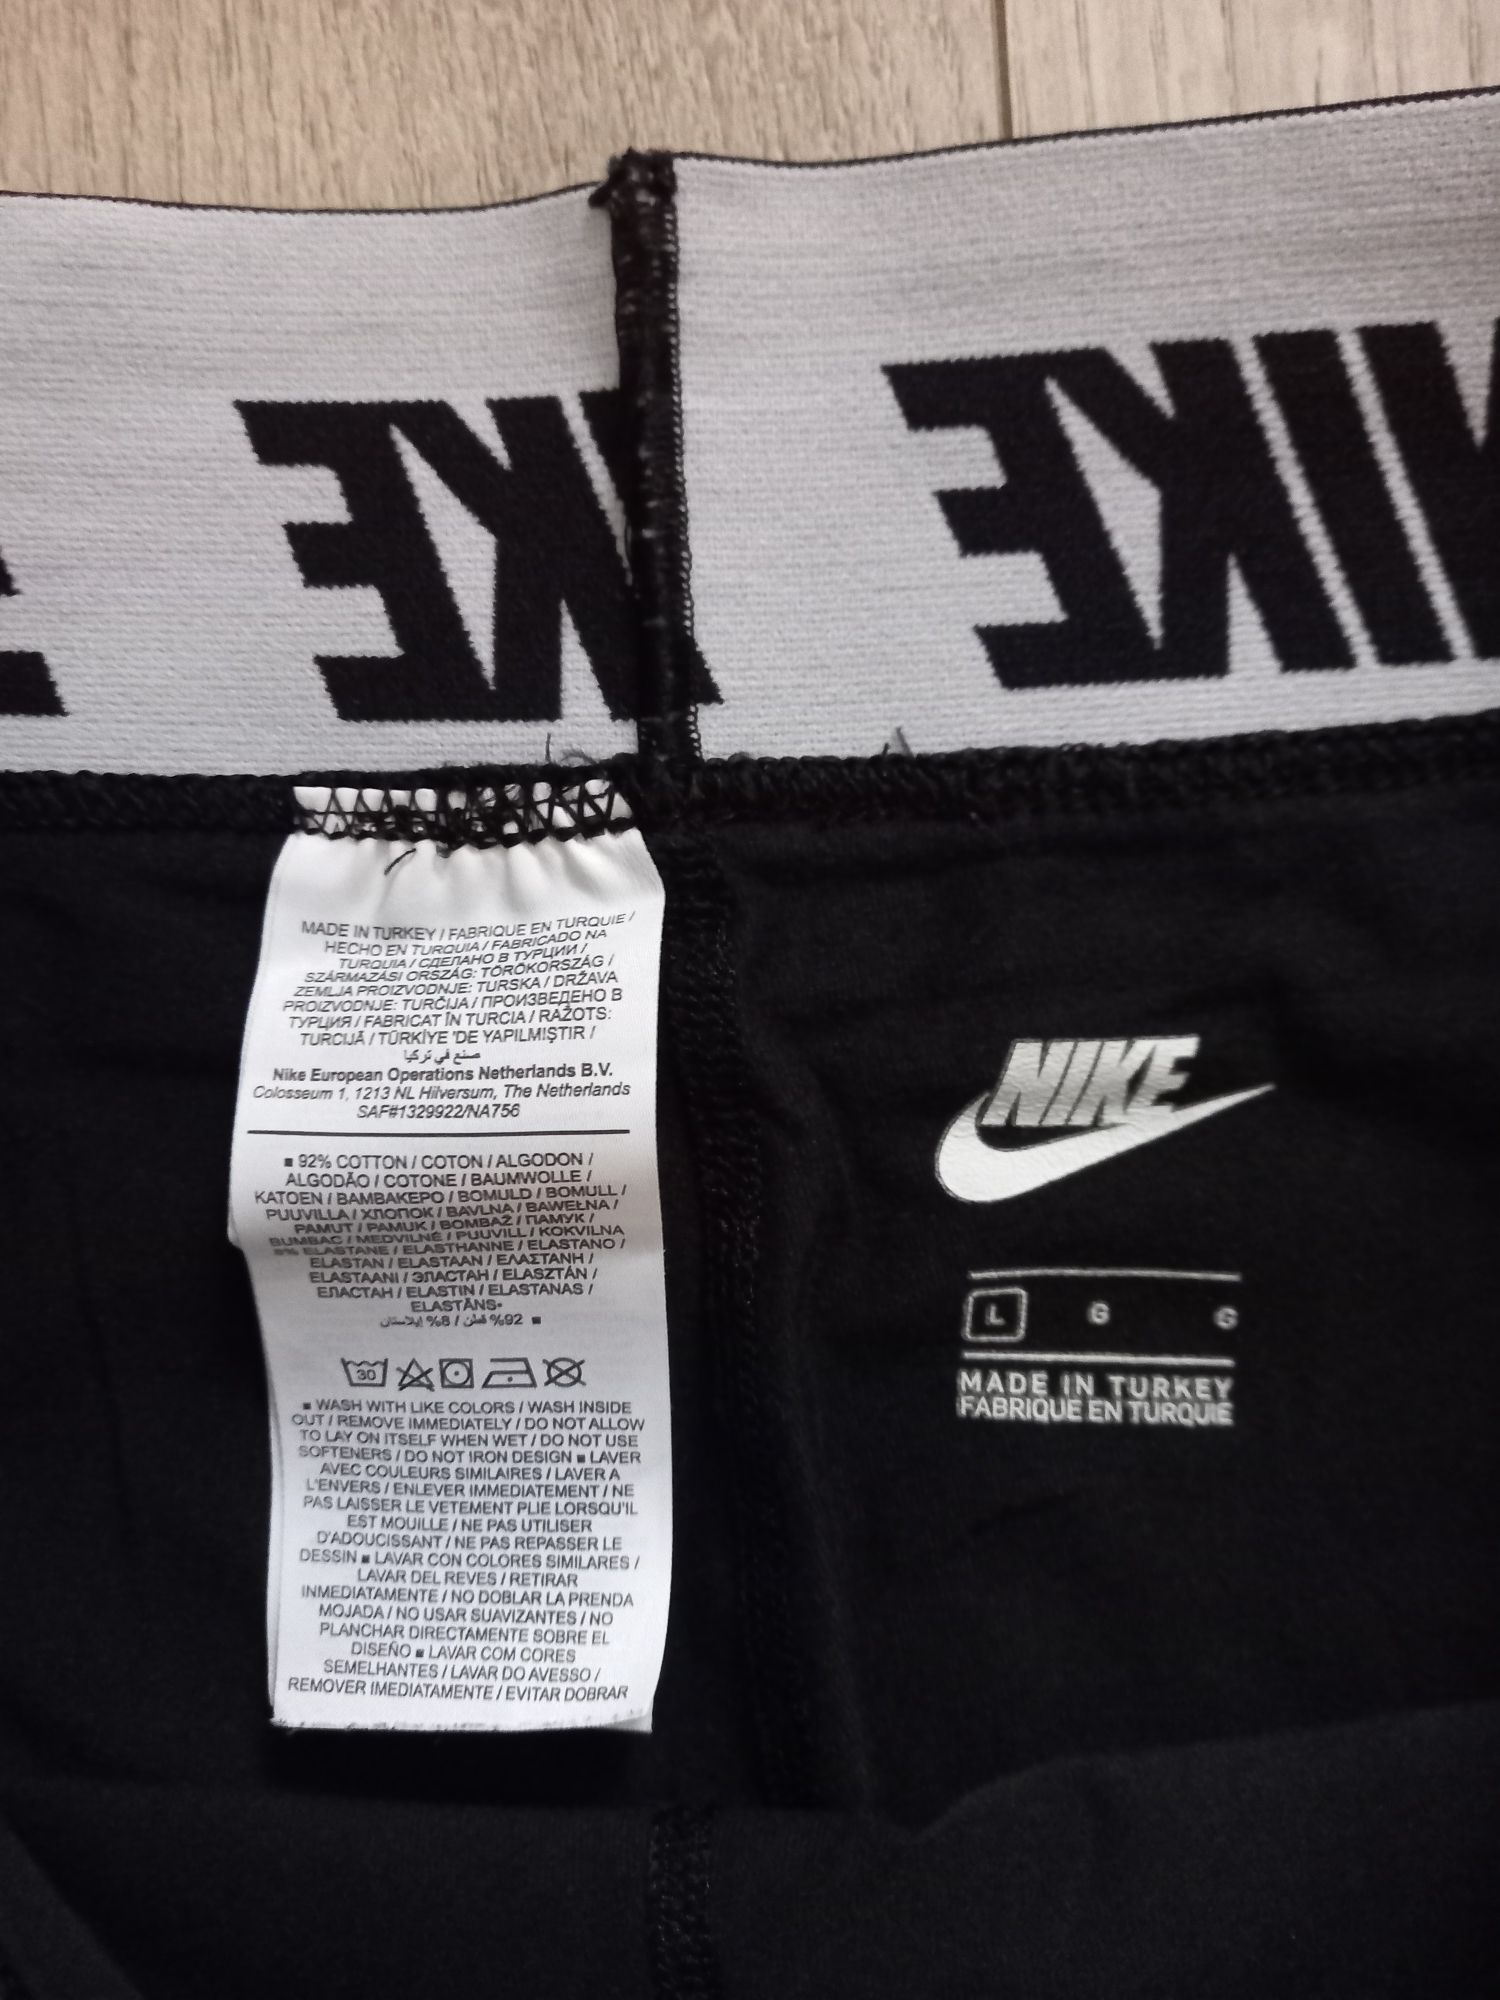 NIKE
MADE IN TURKEY / FABRIQUE EN TURQUIE /
HECHO EN TURQUIA / FABRICADO NA
TURQUIA / СДЕЛАНО В ТУРЦИИ /
SZÁRMAZÁSI ORSZÁG: TÖRÖKORSZÁG /
ZEMLJA PROIZVODNJE: TURSKA / DRŽAVA
PROIZVODNJE: TURČIJA / ПРОИЗВЕДЕНО В
ТУРЦИЯ / FABRICAT ÎN TURCIA / RAŽOTS:
TURCIJĀ / TÜRKİYE 'DE YAPILMIŞTIR /
صنع في تركيا
Nike European Operations Netherlands B.V.
Colosseum 1, 1213 NL Hilversum, The Netherlands
SAF#1329922/NA756
■ 92% COTTON / COTON / ALGODON /
ALGODÃO / COTONE / BAUMWOLLE /
KATOEN / ΒΑΜΒΑΚΕΡΟ / BOMULD / BOMULL /
PUUVILLA / ХЛОПОК / BAVLNA / BAWEŁNA /
PAMUT / PAMUK / BOMBAŽ / ПАМУК /
BUMBAC / MEDVILNĖ / PUUVILL / KOKVILNA
8% ELASTANE / ELASTHANNE / ELASTANO /
ELASTAN / ELASTAAN / ΕΛΑΣΤΑΝΗ /
ELASTAANI / ЭЛАСТАН / ELASZTÁN /
ЕЛАСТАН / ELASTIN / ELASTANAS /
ELASTĀNS▪
■ 92% قطن / 8% إيلاستان
30
■ WASH WITH LIKE COLORS / WASH INSIDE
OUT / REMOVE IMMEDIATELY / DO NOT ALLOW
TO LAY ON ITSELF WHEN WET / DO NOT USE
SOFTENERS / DO NOT IRON DESIGN ■ LAVER
AVEC COULEURS SIMILAIRES / LAVER A
L'ENVERS / ENLEVER IMMEDIATEMENT / NE
PAS LAISSER LE VETEMENT PLIE LORSQU'IL
EST MOUILLE / NE PAS UTILISER
D'ADOUCISSANT / NE PAS REPASSER LE
DESSIN ■ LAVAR CON COLORES SIMILARES /
LAVAR DEL REVES / RETIRAR
INMEDIATAMENTE / NO DOBLAR LA PRENDA
MOJADA / NO USAR SUAVIZANTES / NO
PLANCHAR DIRECTAMENTE SOBRE EL
DISEÑO ■ LAVAR COM CORES
SEMELHANTES / LAVAR DO AVESSO /
REMOVER IMEDIATAMENTE / EVITAR DOBRAR
NIKE
L G G
MADE IN TURKEY
FABRIQUÉ EN TURQUIE